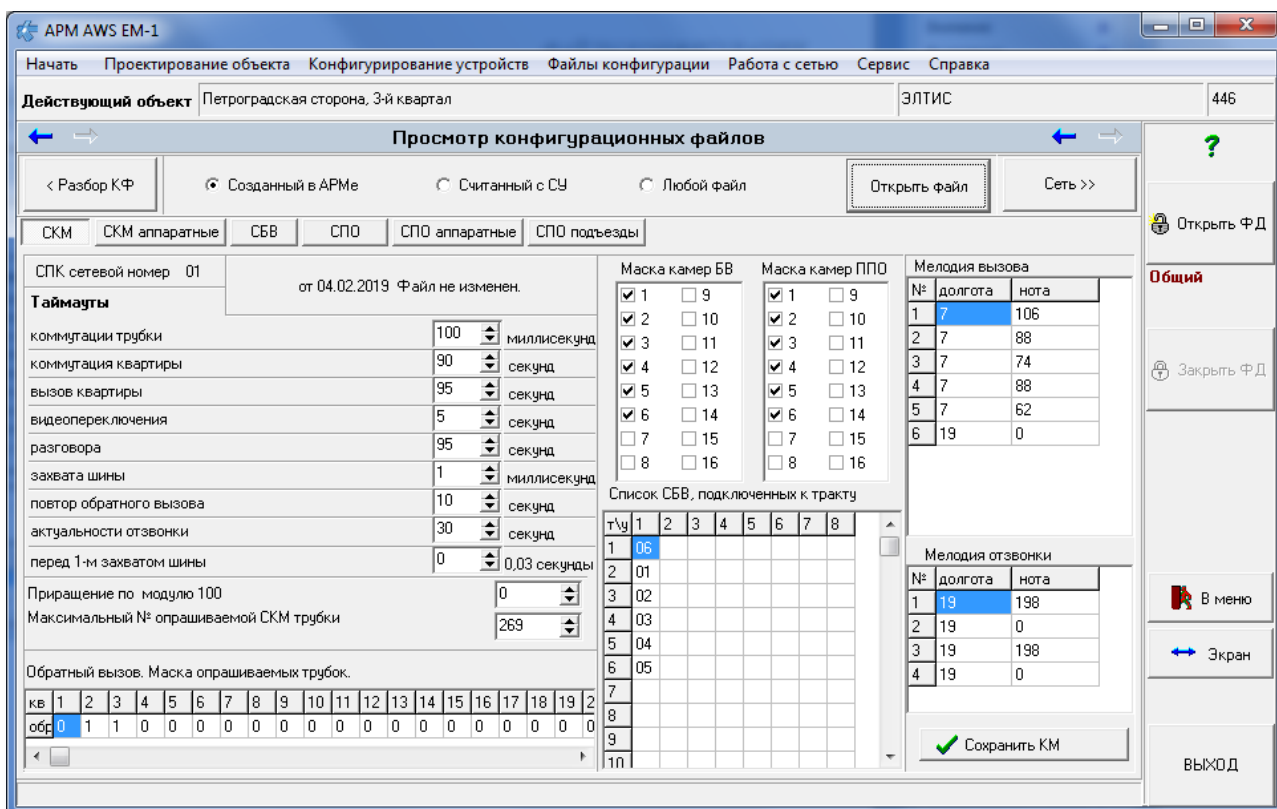 АРМ AWS EM-1
Начать Проектирование объекта Конфигурирование устройств Файлы конфигурации Работа с сетью Сервис Справка
Действующий объект Петроградская сторона, 3-й квартал ЭЛТИС 446
Просмотр конфигурационных файлов
?
< Разбор КФ Созданный в АРМе Считанный с СУ Любой файл Открыть файл Сеть >>
Открыть ФД
СКМ СКМ аппаратные СБВ СПО СПО аппаратные СПО подъезды
Общий
Закрыть ФД
В меню
Экран
ВЫХОД
СПК сетевой номер 01
от 04.02.2019 Файл не изменен.
Таймауты
коммутации трубки 100 миллисекунд
коммутация квартиры 90 секунд
вызов квартиры 95 секунд
видеопереключения 5 секунд
разговора 95 секунд
захвата шины 1 миллисекунд
повтор обратного вызова 10 секунд
актуальности отзвонки 30 секунд
перед 1-м захватом шины 0 0,03 секунды
Приращение по модулю 100 0
Максимальный № опрашиваемой СКМ трубки 269
Обратный вызов. Маска опрашиваемых трубок.
кв 1 2 3 4 5 6 7 8 9 10 11 12 13 14 15 16 17 18 19 2
обр 0 1 1 0 0 0 0 0 0 0 0 0 0 0 0 0 0 0 0 0
Маска камер БВ Маска камер ППО
1 9 1 9
2 10 2 10
3 11 3 11
4 12 4 12
5 13 5 13
6 14 6 14
7 15 7 15
8 16 8 16
Список СБВ, подключенных к тракту
т\у 1 2 3 4 5 6 7 8
1 06
2 01
3 02
4 03
5 04
6 05
7
8
9
10
Мелодия вызова
№ долгота нота
1 7 106
2 7 88
3 7 74
4 7 88
5 7 62
6 19 0
Мелодия отзвонки
№ долгота нота
1 19 198
2 19 0
3 19 198
4 19 0
Сохранить КМ